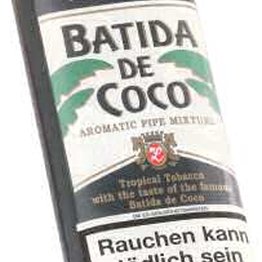 BATIDA
DE
COCO
AROMATIC PIPE MIXTURE
Tropical Tobacco
with the taste of the famous
Batida de Coco
Rauchen kann
tödlich sein